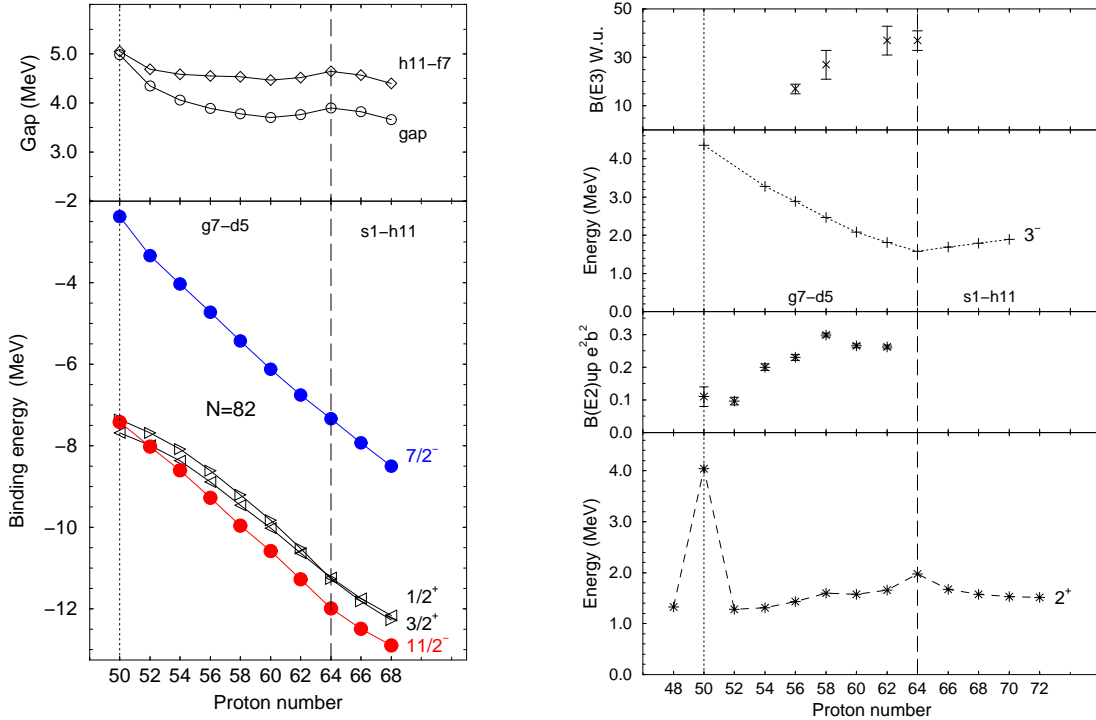 5.0
4.0
3.0
Gap (MeV)
h11−f7
gap
−2
−4
−6
−8
−10
−12
Binding energy (MeV)
g7−d5
s1−h11
N=82
7/2⁻
1/2⁺
3/2⁺
11/2⁻
50 52 54 56 58 60 62 64 66 68
Proton number
50
30
10
B(E3) W.u.
4.0
3.0
2.0
1.0
0.0
Energy (MeV)
3⁻
g7−d5
s1−h11
0.3
0.2
0.1
0.0
B(E2)up e²b²
4.0
3.0
2.0
1.0
0.0
Energy (MeV)
2⁺
48 50 52 54 56 58 60 62 64 66 68 70 72
Proton number